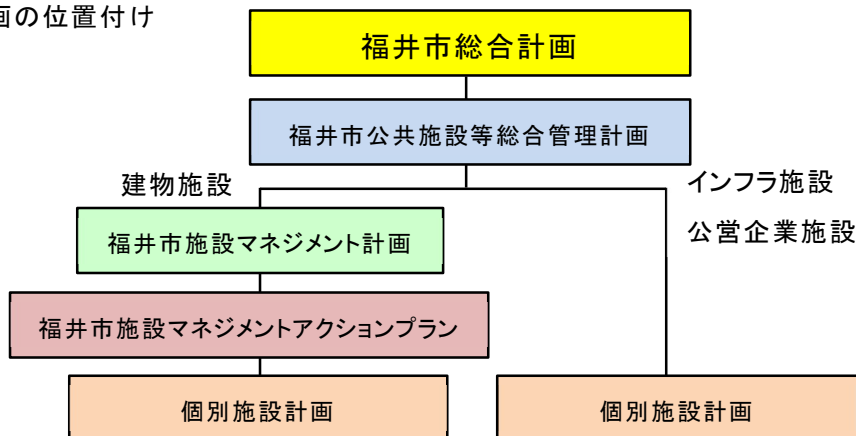 画の位置付け
福井市総合計画
福井市公共施設等総合管理計画
建物施設
インフラ施設
公営企業施設
福井市施設マネジメント計画
福井市施設マネジメントアクションプラン
個別施設計画
個別施設計画